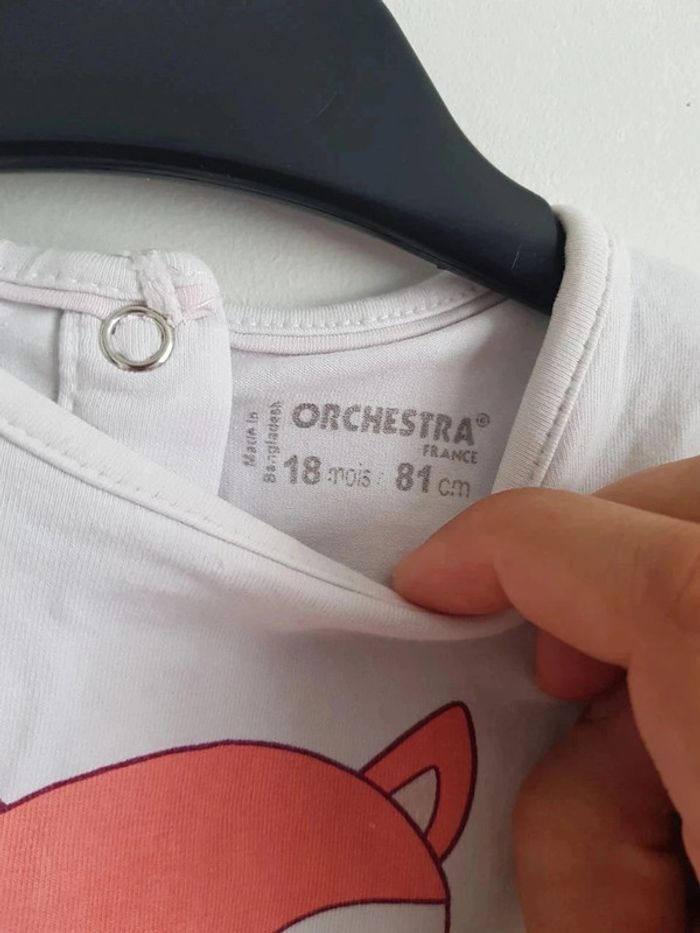 Made in
Bangladesh
ORCHESTRA®
FRANCE
18 mois : 81 cm